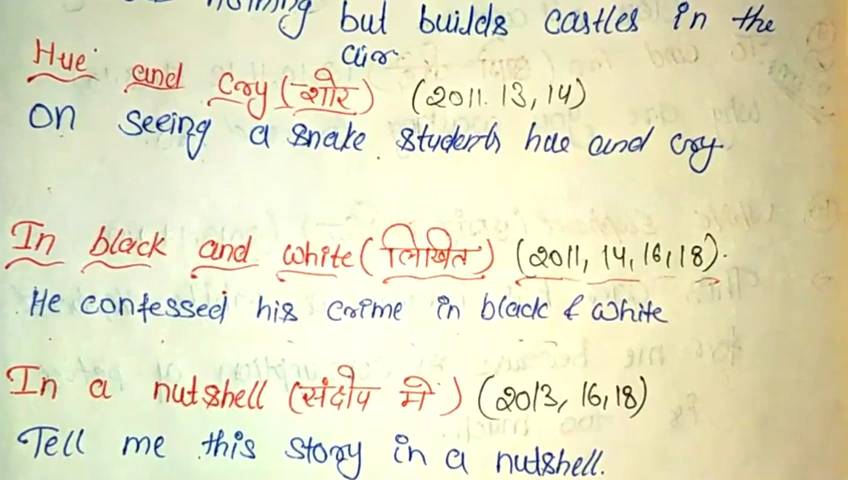 nothing but builds castles in the
air.
Hue and Cry (शोर) (2011. 13, 14)
On seeing a snake students hue and cry.
In black and white (लिखित) (2011, 14, 16, 18).
He confessed his crime in black & white
In a nutshell (संक्षेप में) (2013, 16, 18)
Tell me this story in a nutshell.